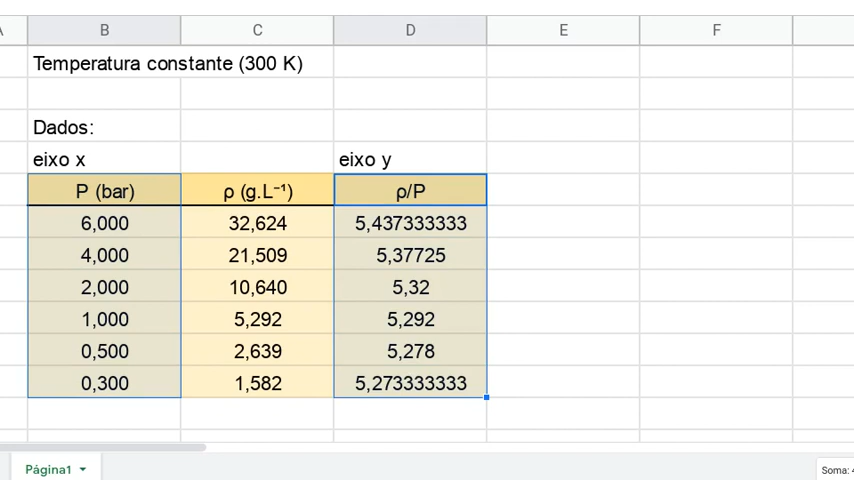 A B C D E F
Temperatura constante (300 K)
Dados:
eixo x eixo y
P (bar) ρ (g.L⁻¹) ρ/P
6,000 32,624 5,437333333
4,000 21,509 5,37725
2,000 10,640 5,32
1,000 5,292 5,292
0,500 2,639 5,278
0,300 1,582 5,273333333
Página1
Soma: 4